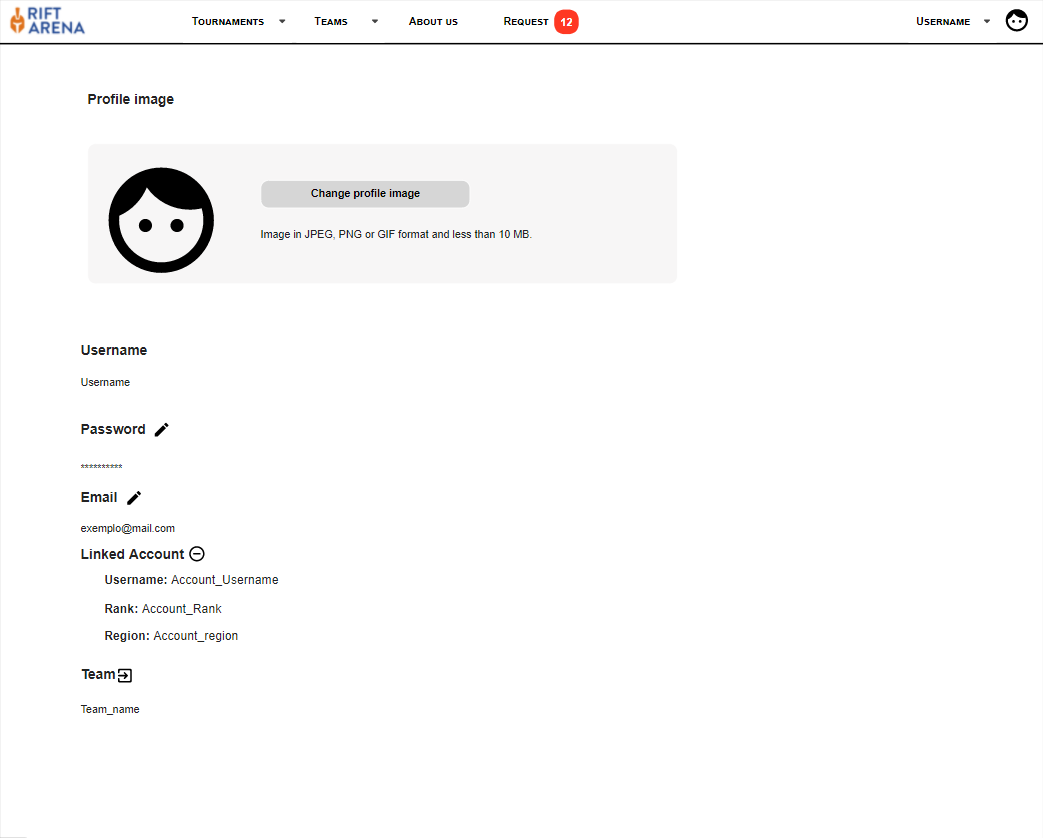 RIFT
ARENA
Tournaments
Teams
About us
Request 12
Username
Profile image
Change profile image
Image in JPEG, PNG or GIF format and less than 10 MB.
Username
Username
Password
**********
Email
exemplo@mail.com
Linked Account
Username: Account_Username
Rank: Account_Rank
Region: Account_region
Team
Team_name